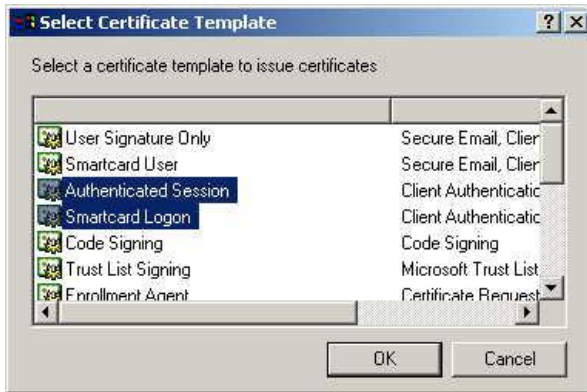 Select Certificate Template
Select a certificate template to issue certificates
User Signature Only Secure Email, Clier
Smartcard User Secure Email, Clier
Authenticated Session Client Authenticatic
Smartcard Logon Client Authenticatic
Code Signing Code Signing
Trust List Signing Microsoft Trust List
Enrollment Agent Certificate Request
OK Cancel